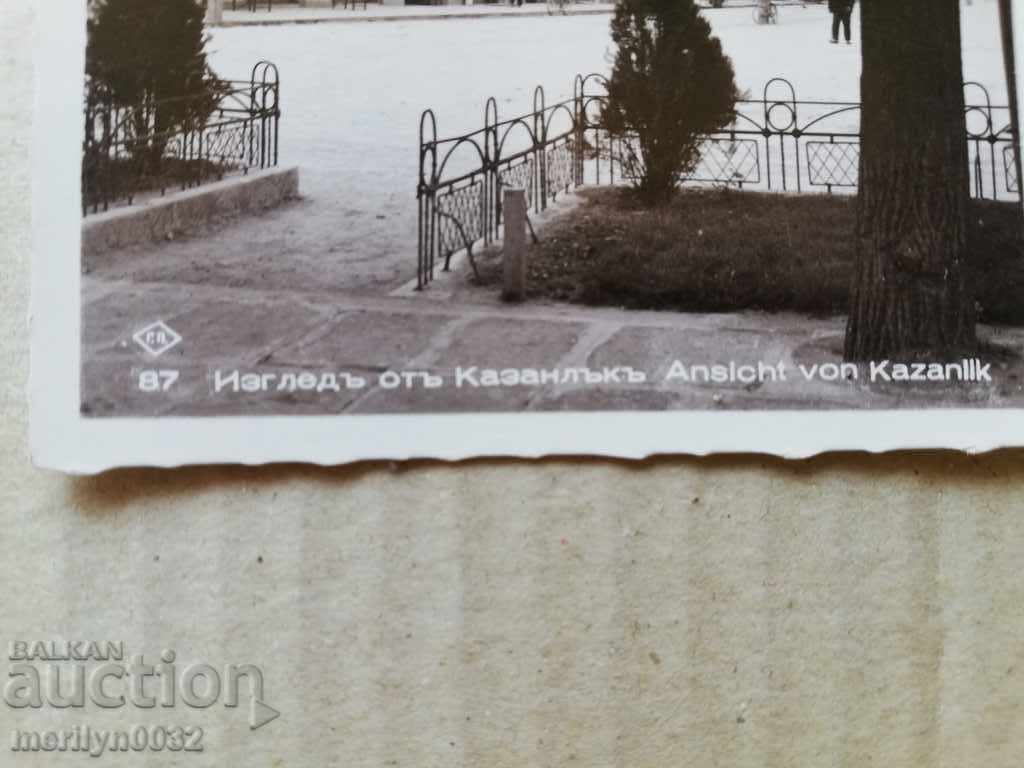 Г.П.
87 Изгледъ отъ Казанлъкъ Ansicht von Kazanlik
BALKAN
auction
merilyn0032